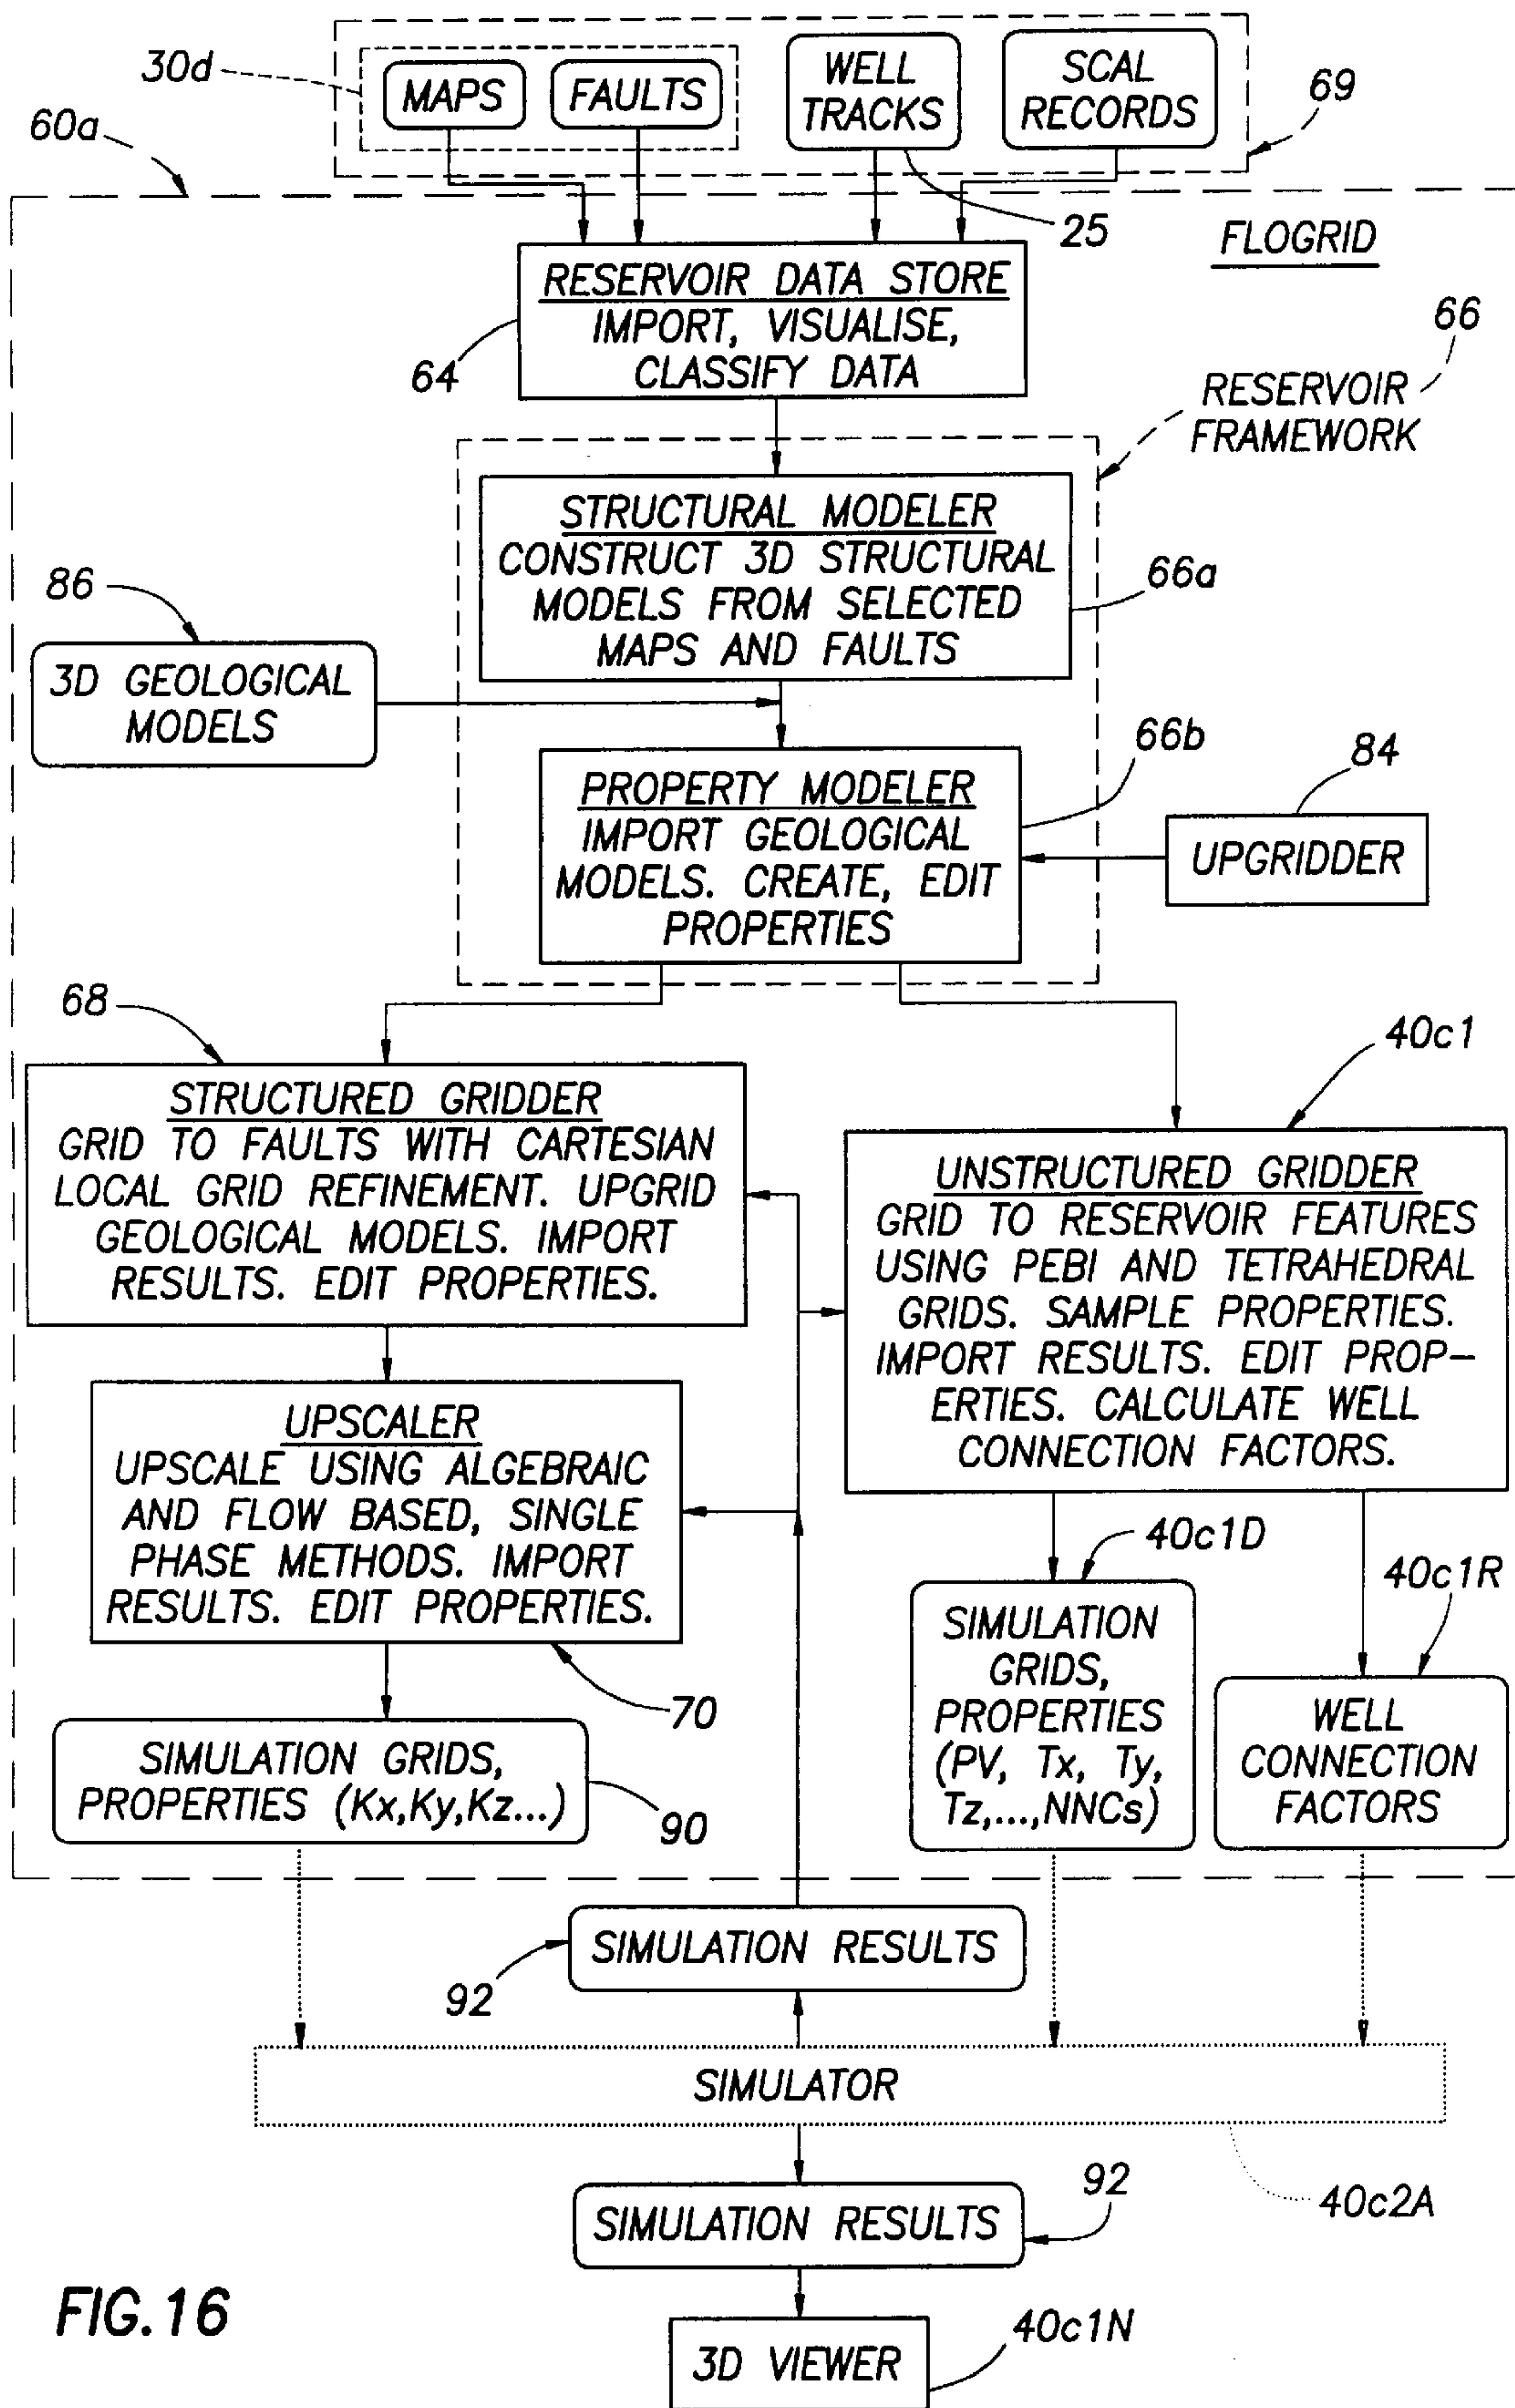 30d
MAPS
FAULTS
WELL
TRACKS
SCAL
RECORDS
69
60a
25
FLOGRID
RESERVOIR DATA STORE
IMPORT, VISUALISE,
CLASSIFY DATA
64
66
RESERVOIR
FRAMEWORK
STRUCTURAL MODELER
CONSTRUCT 3D STRUCTURAL
MODELS FROM SELECTED
MAPS AND FAULTS
66a
86
3D GEOLOGICAL
MODELS
66b
PROPERTY MODELER
IMPORT GEOLOGICAL
MODELS. CREATE, EDIT
PROPERTIES
84
UPGRIDDER
68
STRUCTURED GRIDDER
GRID TO FAULTS WITH CARTESIAN
LOCAL GRID REFINEMENT. UPGRID
GEOLOGICAL MODELS. IMPORT
RESULTS. EDIT PROPERTIES.
40c1
UNSTRUCTURED GRIDDER
GRID TO RESERVOIR FEATURES
USING PEBI AND TETRAHEDRAL
GRIDS. SAMPLE PROPERTIES.
IMPORT RESULTS. EDIT PROP-
ERTIES. CALCULATE WELL
CONNECTION FACTORS.
UPSCALER
UPSCALE USING ALGEBRAIC
AND FLOW BASED, SINGLE
PHASE METHODS. IMPORT
RESULTS. EDIT PROPERTIES.
70
40c1D
40c1R
SIMULATION
GRIDS,
PROPERTIES
(PV, Tx, Ty,
Tz,...,NNCs)
WELL
CONNECTION
FACTORS
SIMULATION GRIDS,
PROPERTIES (Kx,Ky,Kz...)
90
SIMULATION RESULTS
92
SIMULATOR
40c2A
SIMULATION RESULTS
92
3D VIEWER
40c1N
FIG.16